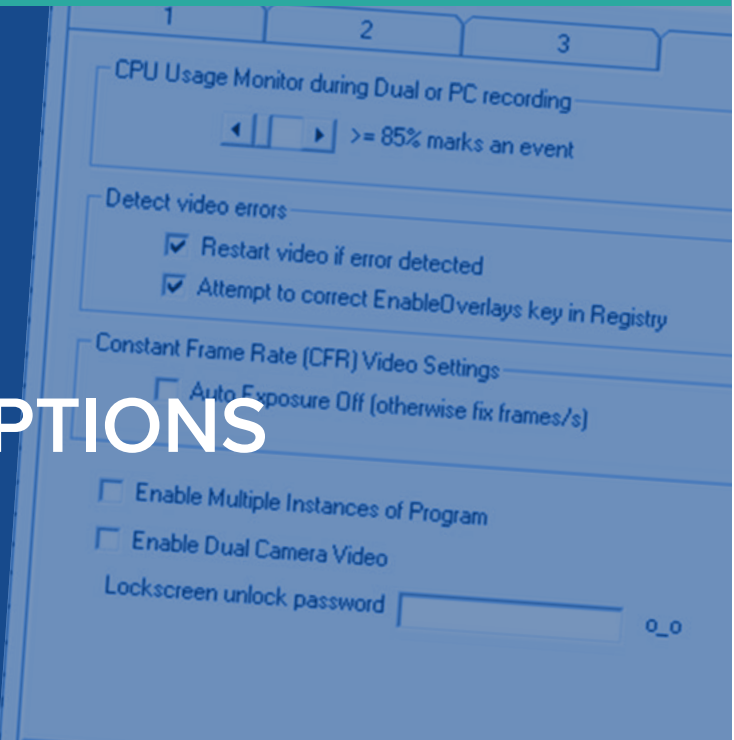 1 2 3
CPU Usage Monitor during Dual or PC recording
>= 85% marks an event
Detect video errors
Restart video if error detected
Attempt to correct EnableOverlays key in Registry
Constant Frame Rate (CFR) Video Settings
Auto Exposure Off (otherwise fix frames/s)
PTIONS
Enable Multiple Instances of Program
Enable Dual Camera Video
Lockscreen unlock password o_o